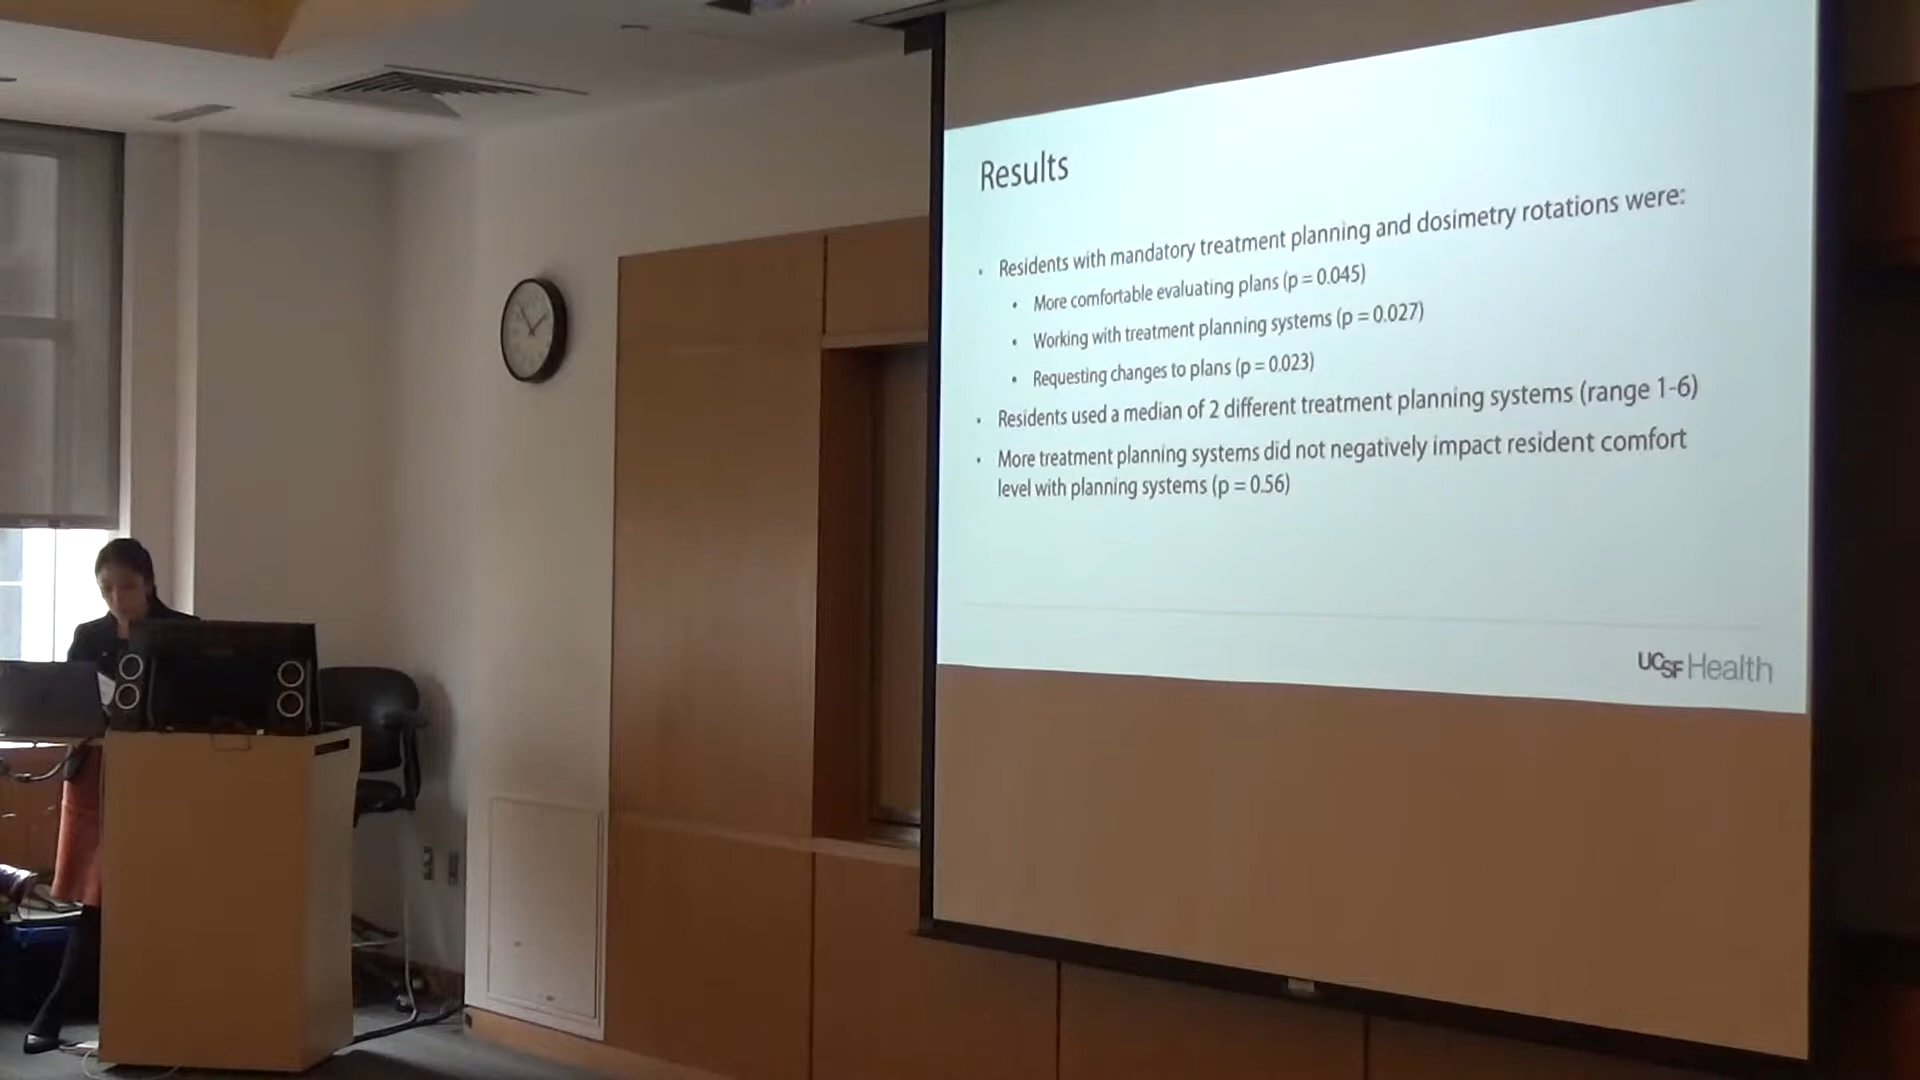 Results
• Residents with mandatory treatment planning and dosimetry rotations were:
• More comfortable evaluating plans (p = 0.045)
• Working with treatment planning systems (p = 0.027)
• Requesting changes to plans (p = 0.023)
• Residents used a median of 2 different treatment planning systems (range 1-6)
• More treatment planning systems did not negatively impact resident comfort
level with planning systems (p = 0.56)
UCSF Health